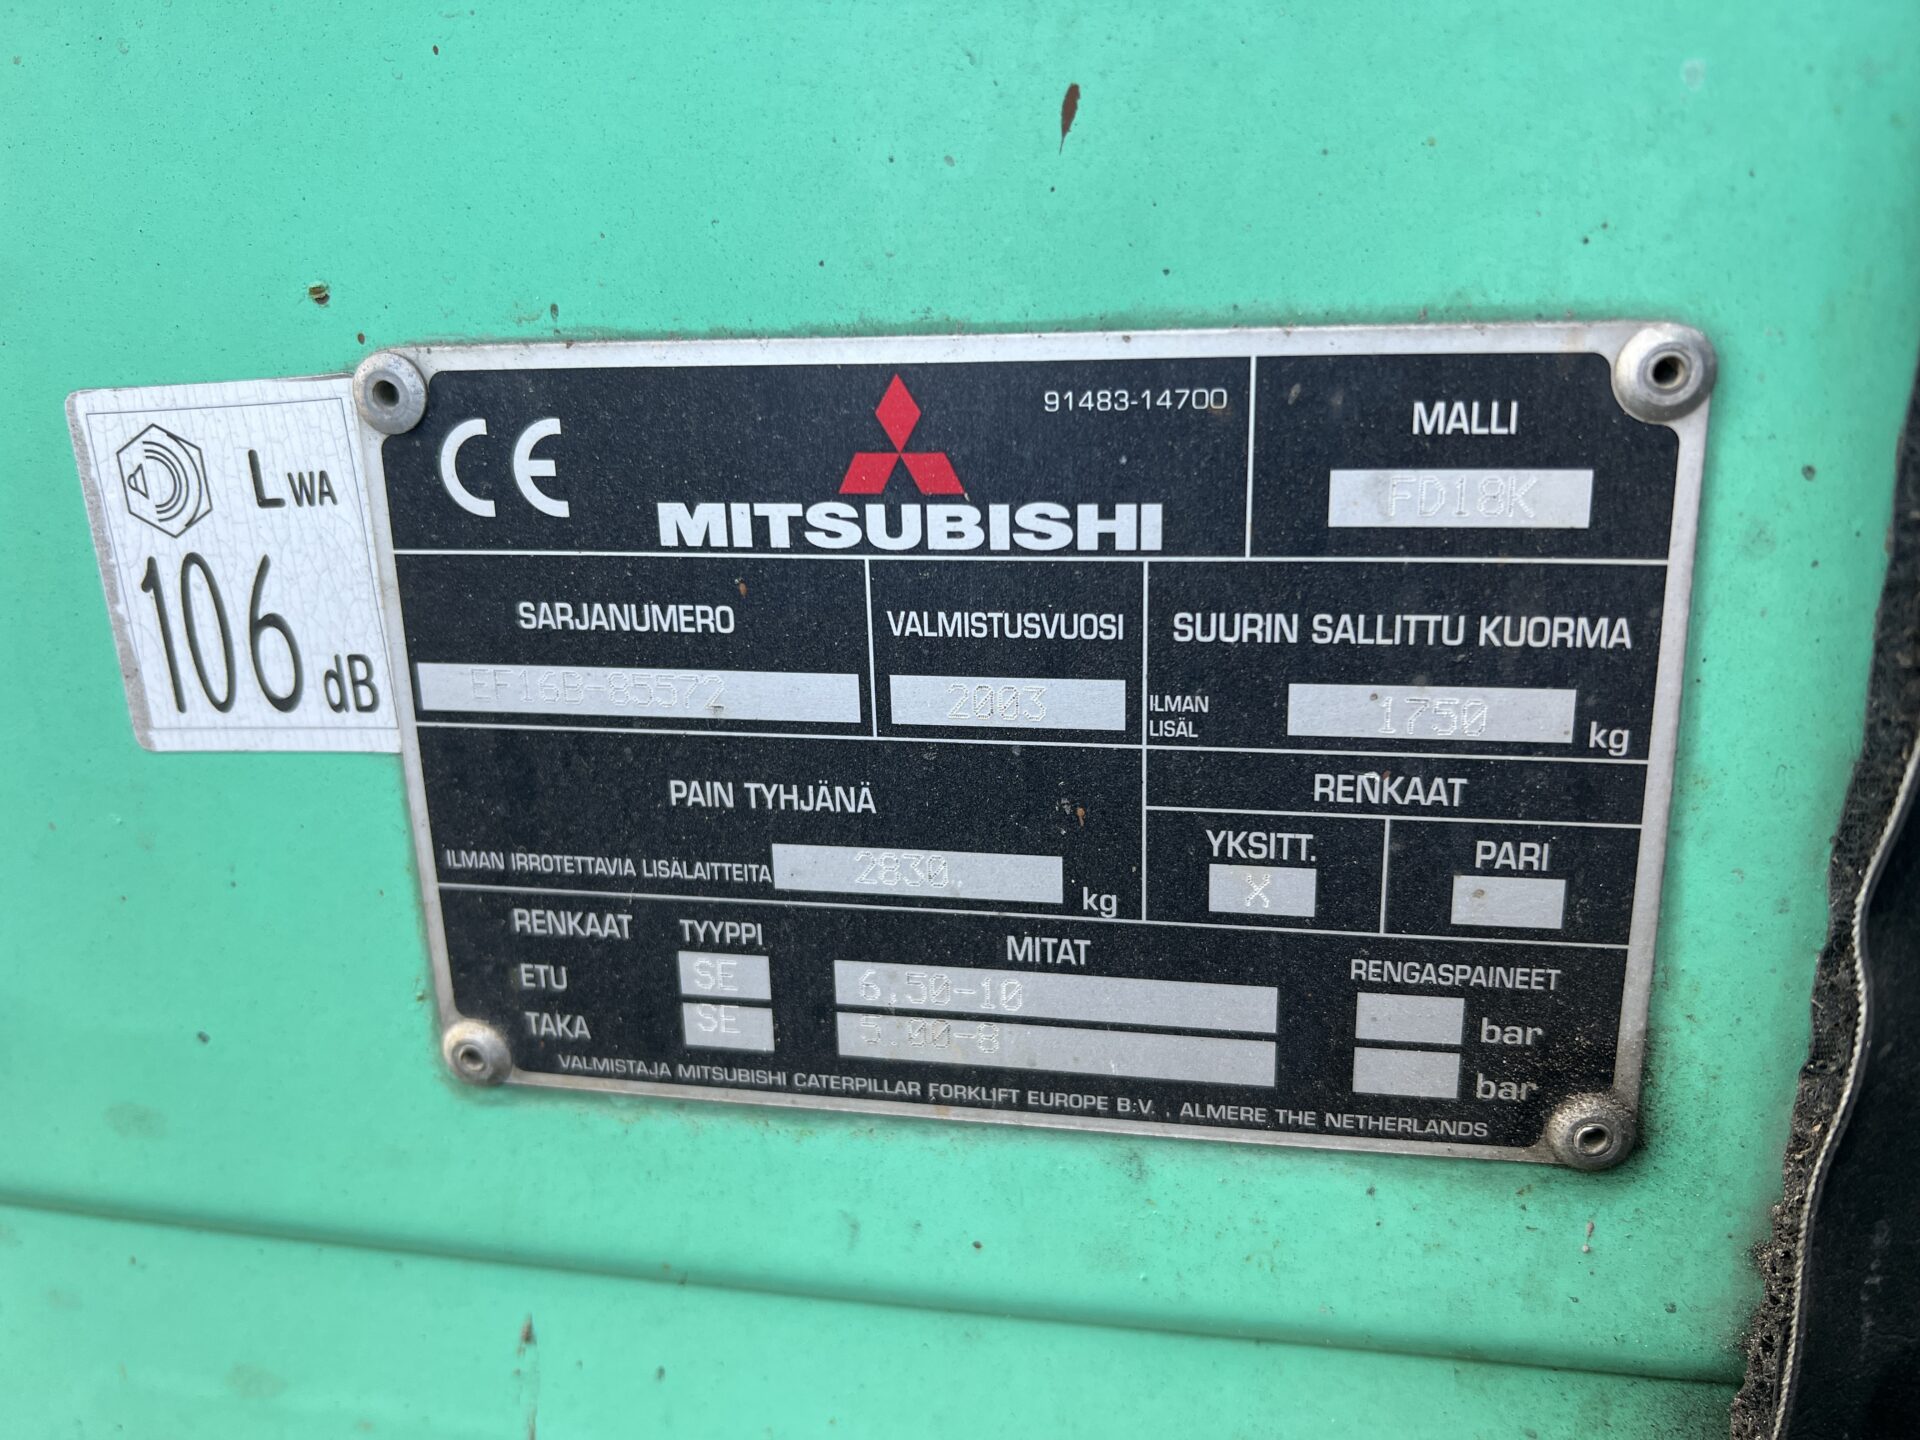 LWA
106 dB
CE
MITSUBISHI
91483-14700
MALLI
FD18K
SARJANUMERO
EF16B-85572
VALMISTUSVUOSI
2003
SUURIN SALLITTU KUORMA
ILMAN LISÄL 1750 kg
PAIN TYHJÄNÄ
ILMAN IRROTETTAVIA LISÄLAITTEITA 2830 kg
RENKAAT
YKSITT. PARI
X
RENKAAT TYYPPI MITAT RENGASPAINEET
ETU SE 6.50-10 bar
TAKA SE 5.00-8 bar
VALMISTAJA MITSUBISHI CATERPILLAR FORKLIFT EUROPE B.V. . ALMERE THE NETHERLANDS